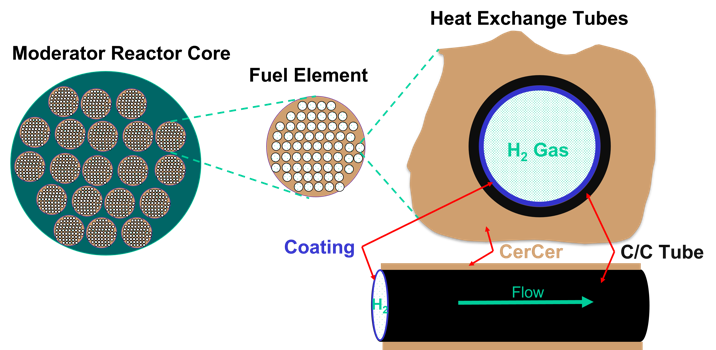 Heat Exchange Tubes
Moderator Reactor Core
Fuel Element
H₂ Gas
Coating
CerCer
C/C Tube
H₂
Flow